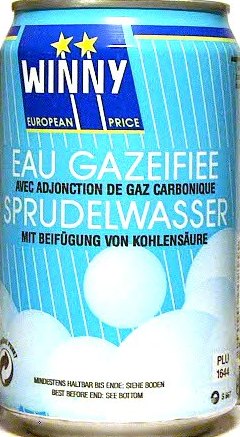 WINNY
EUROPEAN PRICE
EAU GAZEIFIEE
AVEC ADJONCTION DE GAZ CARBONIQUE
SPRUDELWASSER
MIT BEIFÜGUNG VON KOHLENSÄURE
PLU
1644
MINDESTENS HALTBAR BIS ENDE: SIEHE BODEN
BEST BEFORE END: SEE BOTTOM